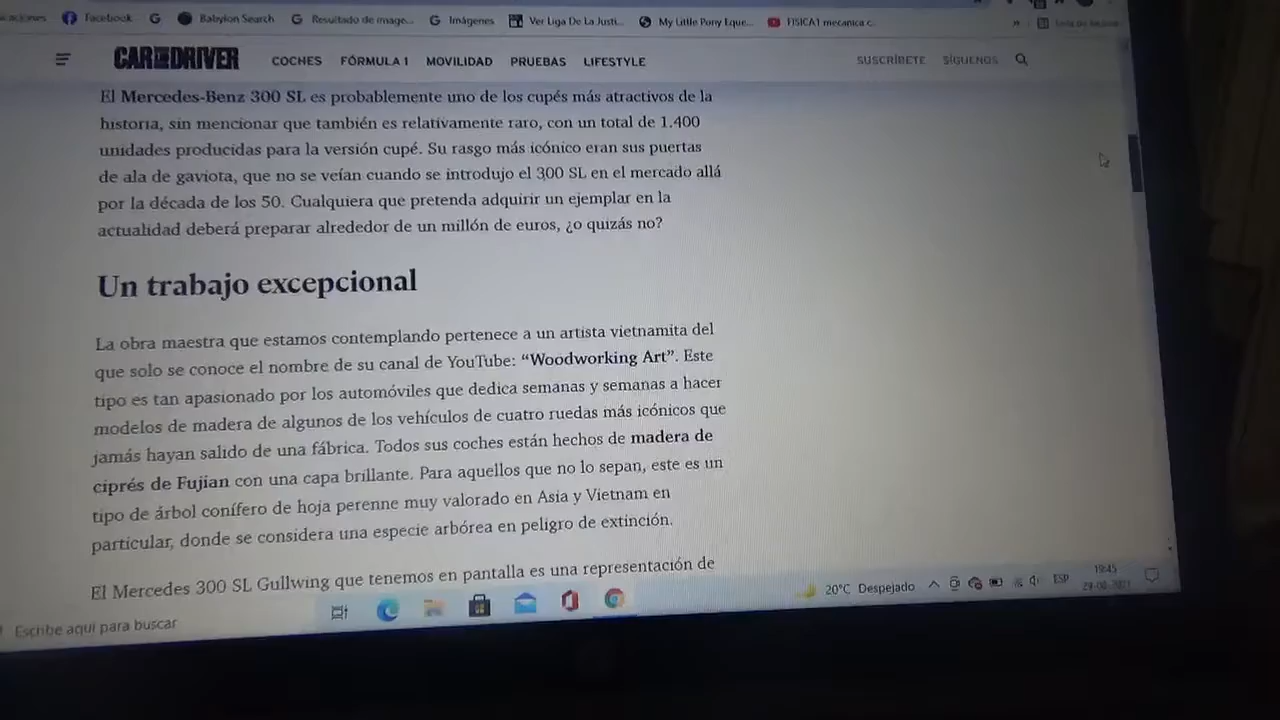 Facebook
Babylon Search
Resultado de image...
Imágenes
Ver Liga De La Justi...
My Little Pony Eque...
FISICA1 mecanica c...
»
CAR DRIVER
COCHES FÓRMULA 1 MOVILIDAD PRUEBAS LIFESTYLE
SUSCRÍBETE SÍGUENOS
El Mercedes-Benz 300 SL es probablemente uno de los cupés más atractivos de la
historia, sin mencionar que también es relativamente raro, con un total de 1.400
unidades producidas para la versión cupé. Su rasgo más icónico eran sus puertas
de ala de gaviota, que no se veían cuando se introdujo el 300 SL en el mercado allá
por la década de los 50. Cualquiera que pretenda adquirir un ejemplar en la
actualidad deberá preparar alrededor de un millón de euros, ¿o quizás no?
Un trabajo excepcional
La obra maestra que estamos contemplando pertenece a un artista vietnamita del
que solo se conoce el nombre de su canal de YouTube: “Woodworking Art”. Este
tipo es tan apasionado por los automóviles que dedica semanas y semanas a hacer
modelos de madera de algunos de los vehículos de cuatro ruedas más icónicos que
jamás hayan salido de una fábrica. Todos sus coches están hechos de madera de
ciprés de Fujian con una capa brillante. Para aquellos que no lo sepan, este es un
tipo de árbol conífero de hoja perenne muy valorado en Asia y Vietnam en
particular, donde se considera una especie arbórea en peligro de extinción.
El Mercedes 300 SL Gullwing que tenemos en pantalla es una representación de
Escribe aquí para buscar
20°C Despejado
ESP
19:45